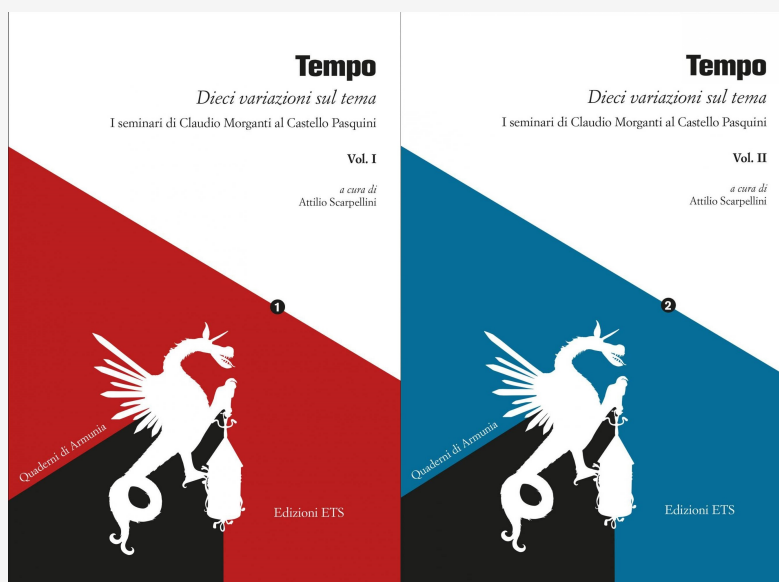 Tempo
Dieci variazioni sul tema
I seminari di Claudio Morganti al Castello Pasquini
Vol. I
a cura di
Attilio Scarpellini
1
Quaderni di Armunia
Edizioni ETS
Tempo
Dieci variazioni sul tema
I seminari di Claudio Morganti al Castello Pasquini
Vol. II
a cura di
Attilio Scarpellini
2
Quaderni di Armunia
Edizioni ETS